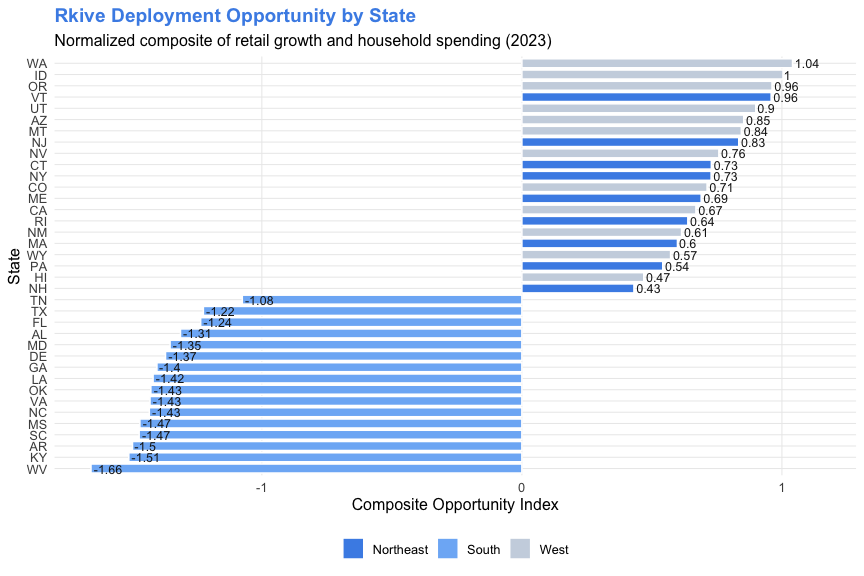 Rkive Deployment Opportunity by State
Normalized composite of retail growth and household spending (2023)
WA 1.04
ID 1
OR 0.96
VT 0.96
UT 0.9
AZ 0.85
MT 0.84
NJ 0.83
NV 0.76
CT 0.73
NY 0.73
CO 0.71
ME 0.69
CA 0.67
RI 0.64
NM 0.61
MA 0.6
WY 0.57
PA 0.54
HI 0.47
NH 0.43
TN -1.08
TX -1.22
FL -1.24
AL -1.31
MD -1.35
DE -1.37
GA -1.4
LA -1.42
OK -1.43
VA -1.43
NC -1.43
MS -1.47
SC -1.47
AR -1.5
KY -1.51
WV -1.66
State
-1 0 1
Composite Opportunity Index
Northeast South West